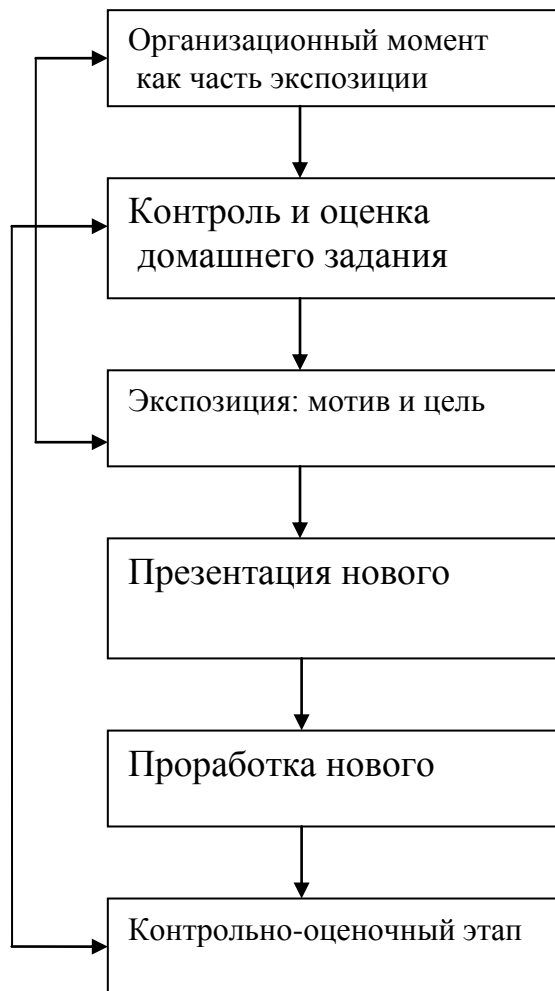 Организационный момент
как часть экспозиции
Контроль и оценка
домашнего задания
Экспозиция: мотив и цель
Презентация нового
Проработка нового
Контрольно-оценочный этап